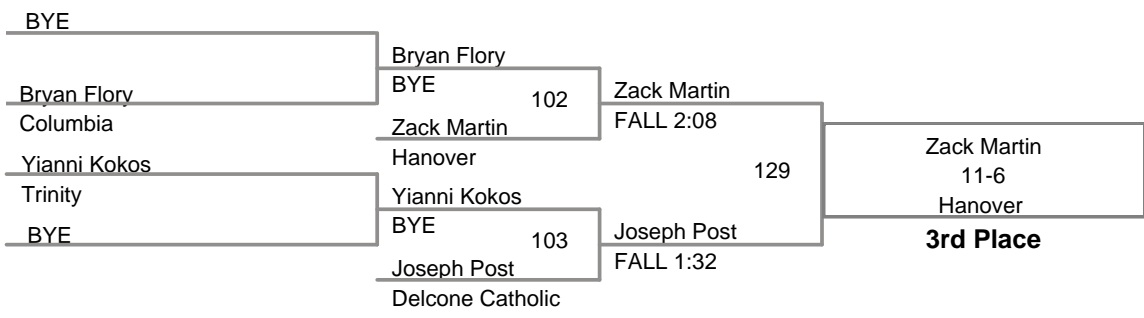 BYE
Bryan Flory
Columbia
Yianni Kokos
Trinity
BYE
Bryan Flory
BYE
102
Zack Martin
Hanover
Yianni Kokos
BYE
103
Joseph Post
Delcone Catholic
Zack Martin
FALL 2:08
129
Joseph Post
FALL 1:32
Zack Martin
11-6
Hanover
3rd Place